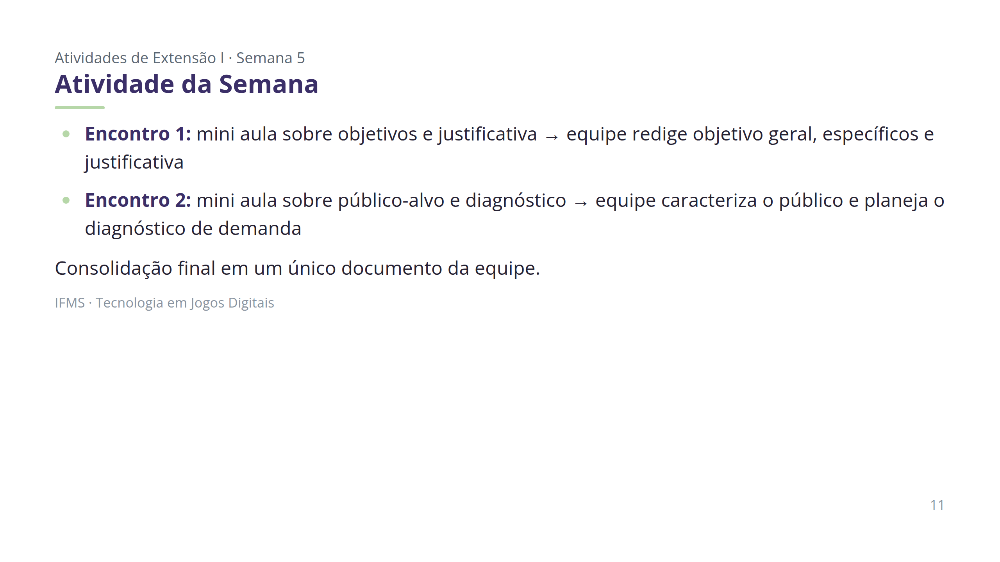 Atividades de Extensão I · Semana 5
Atividade da Semana
Encontro 1: mini aula sobre objetivos e justificativa → equipe redige objetivo geral, específicos e
justificativa
Encontro 2: mini aula sobre público-alvo e diagnóstico → equipe caracteriza o público e planeja o
diagnóstico de demanda
Consolidação final em um único documento da equipe.
IFMS · Tecnologia em Jogos Digitais
11